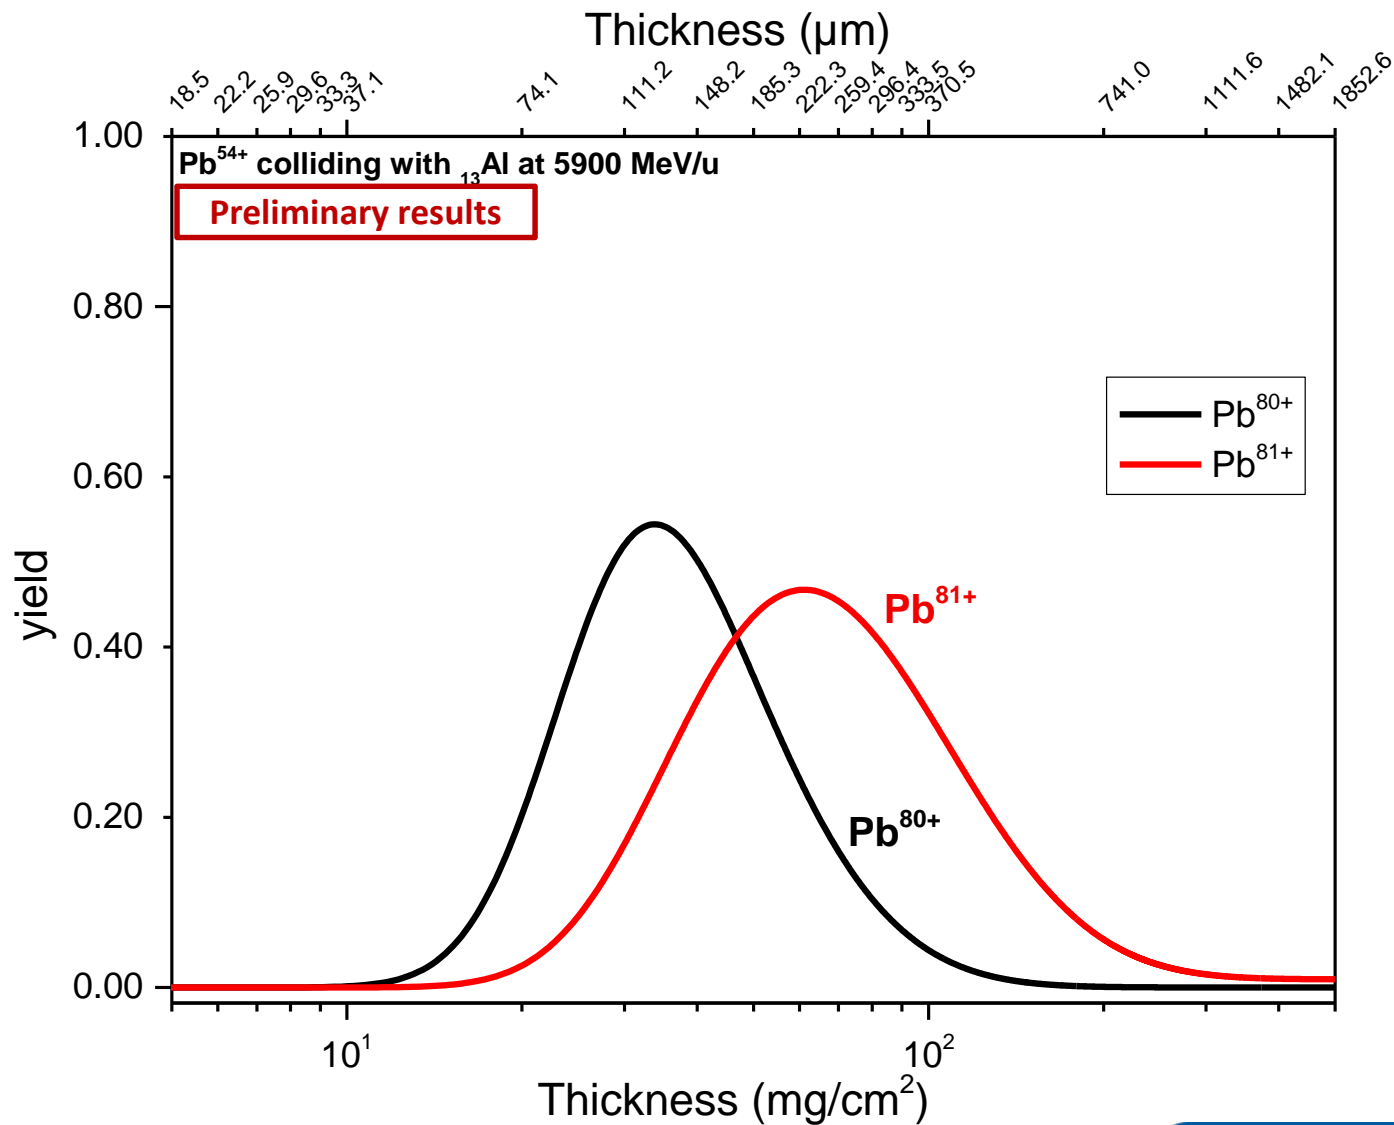 Thickness (µm)
18.5 22.2 25.9 29.6 33.3 37.1 74.1 111.2 148.2 185.3 222.3 259.4 296.4 333.5 370.5 741.0 1111.6 1482.1 1852.6
Pb⁵⁴⁺ colliding with ₁₃Al at 5900 MeV/u
Preliminary results
1.00
0.80
0.60
0.40
0.20
0.00
yield
Pb⁸⁰⁺
Pb⁸¹⁺
Pb⁸¹⁺
Pb⁸⁰⁺
10¹ 10²
Thickness (mg/cm²)